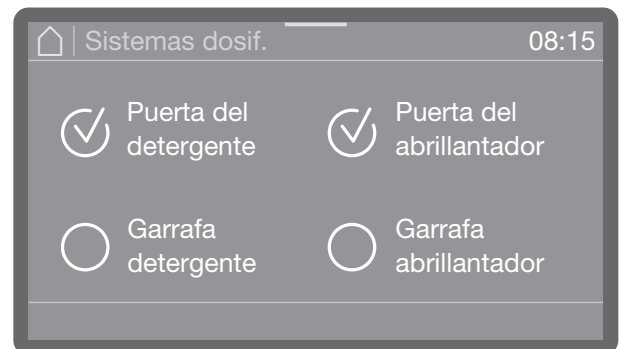 Sistemas dosif. 08:15
Puerta del
detergente
Puerta del
abrillantador
Garrafa
detergente
Garrafa
abrillantador